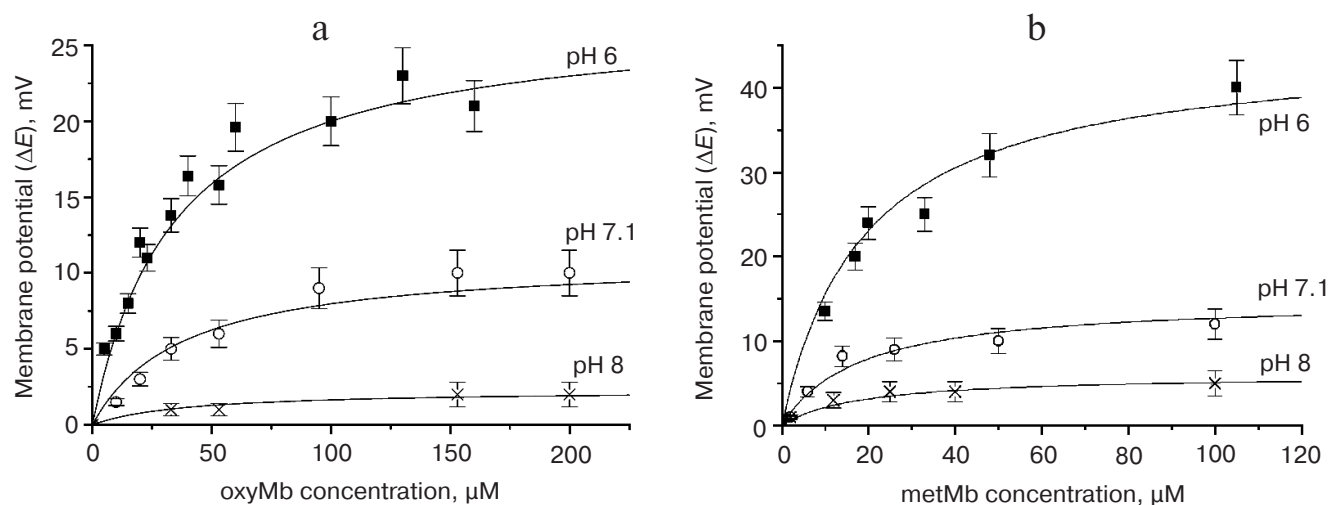 a
Membrane potential (ΔE), mV
25
20
15
10
5
0
pH 6
pH 7.1
pH 8
0
50
100
150
200
oxyMb concentration, µM
b
Membrane potential (ΔE), mV
40
30
20
10
0
pH 6
pH 7.1
pH 8
0
20
40
60
80
100
120
metMb concentration, µM